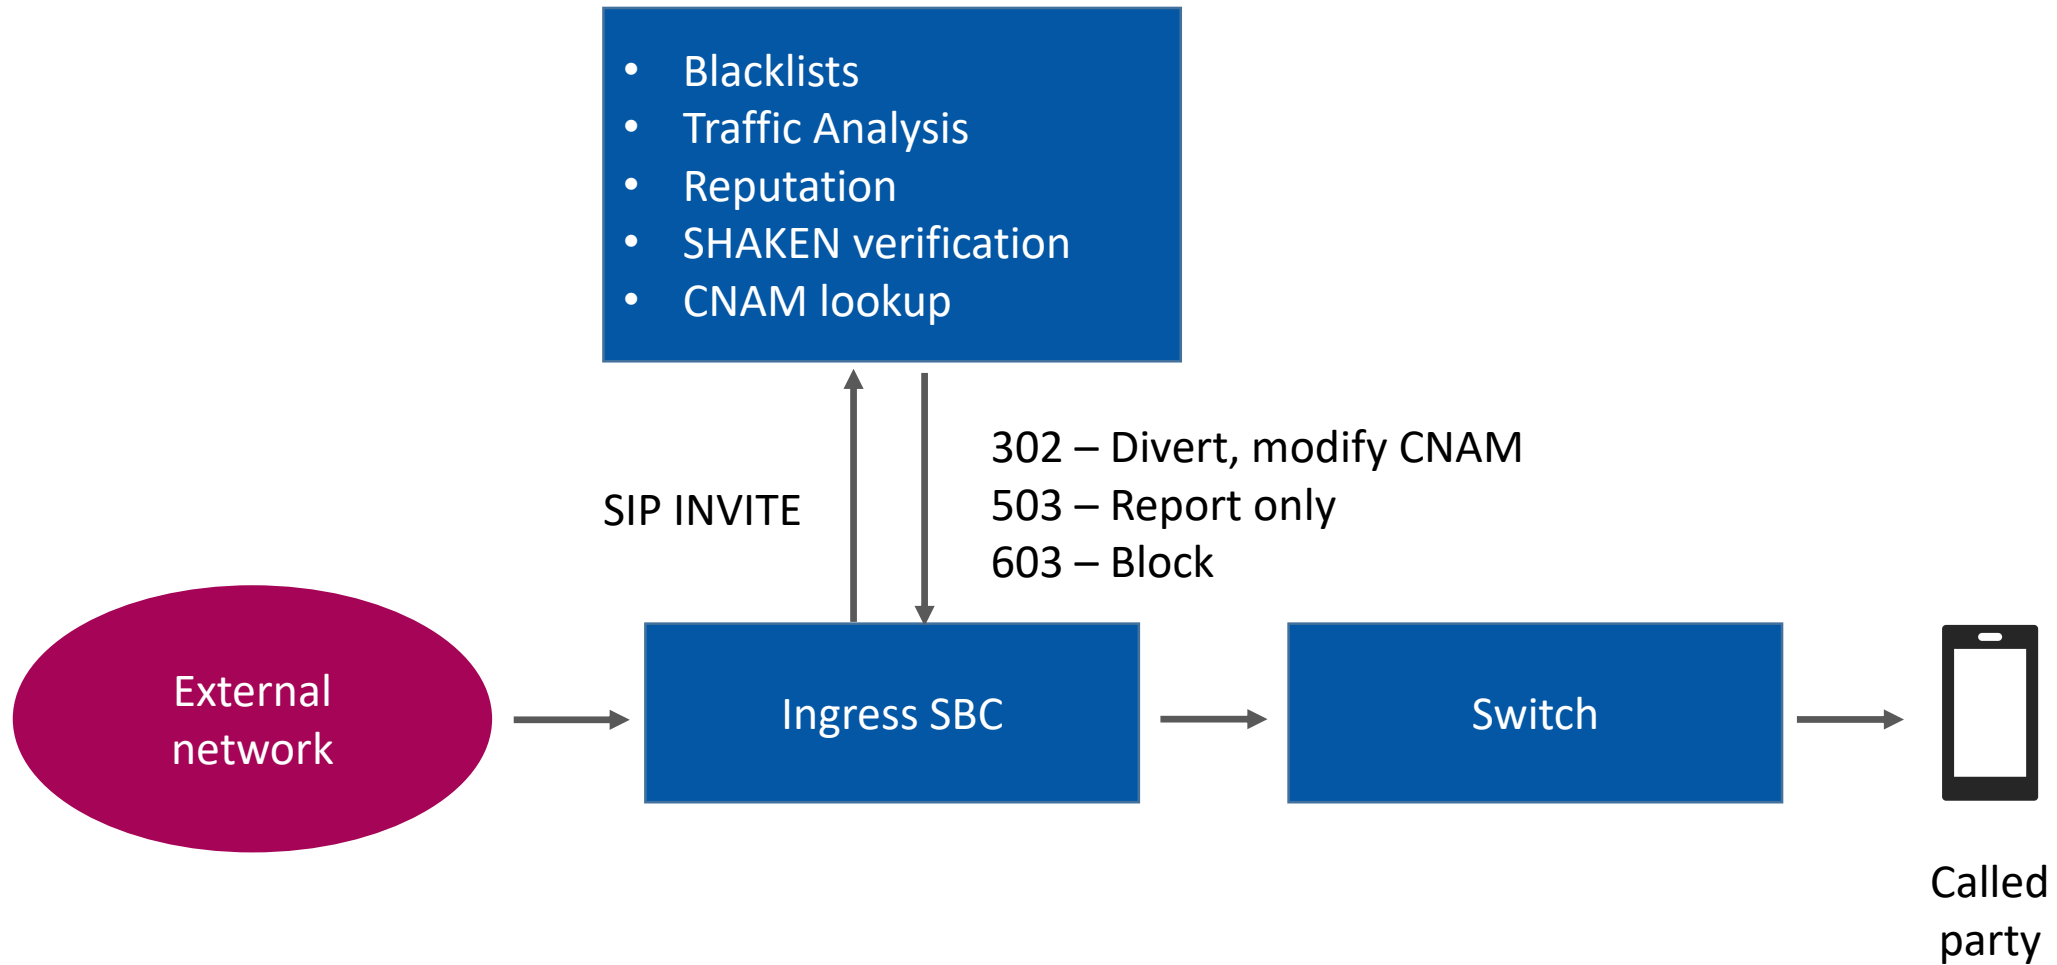 • Blacklists
• Traffic Analysis
• Reputation
• SHAKEN verification
• CNAM lookup
SIP INVITE
302 – Divert, modify CNAM
503 – Report only
603 – Block
External
network
Ingress SBC
Switch
Called
party